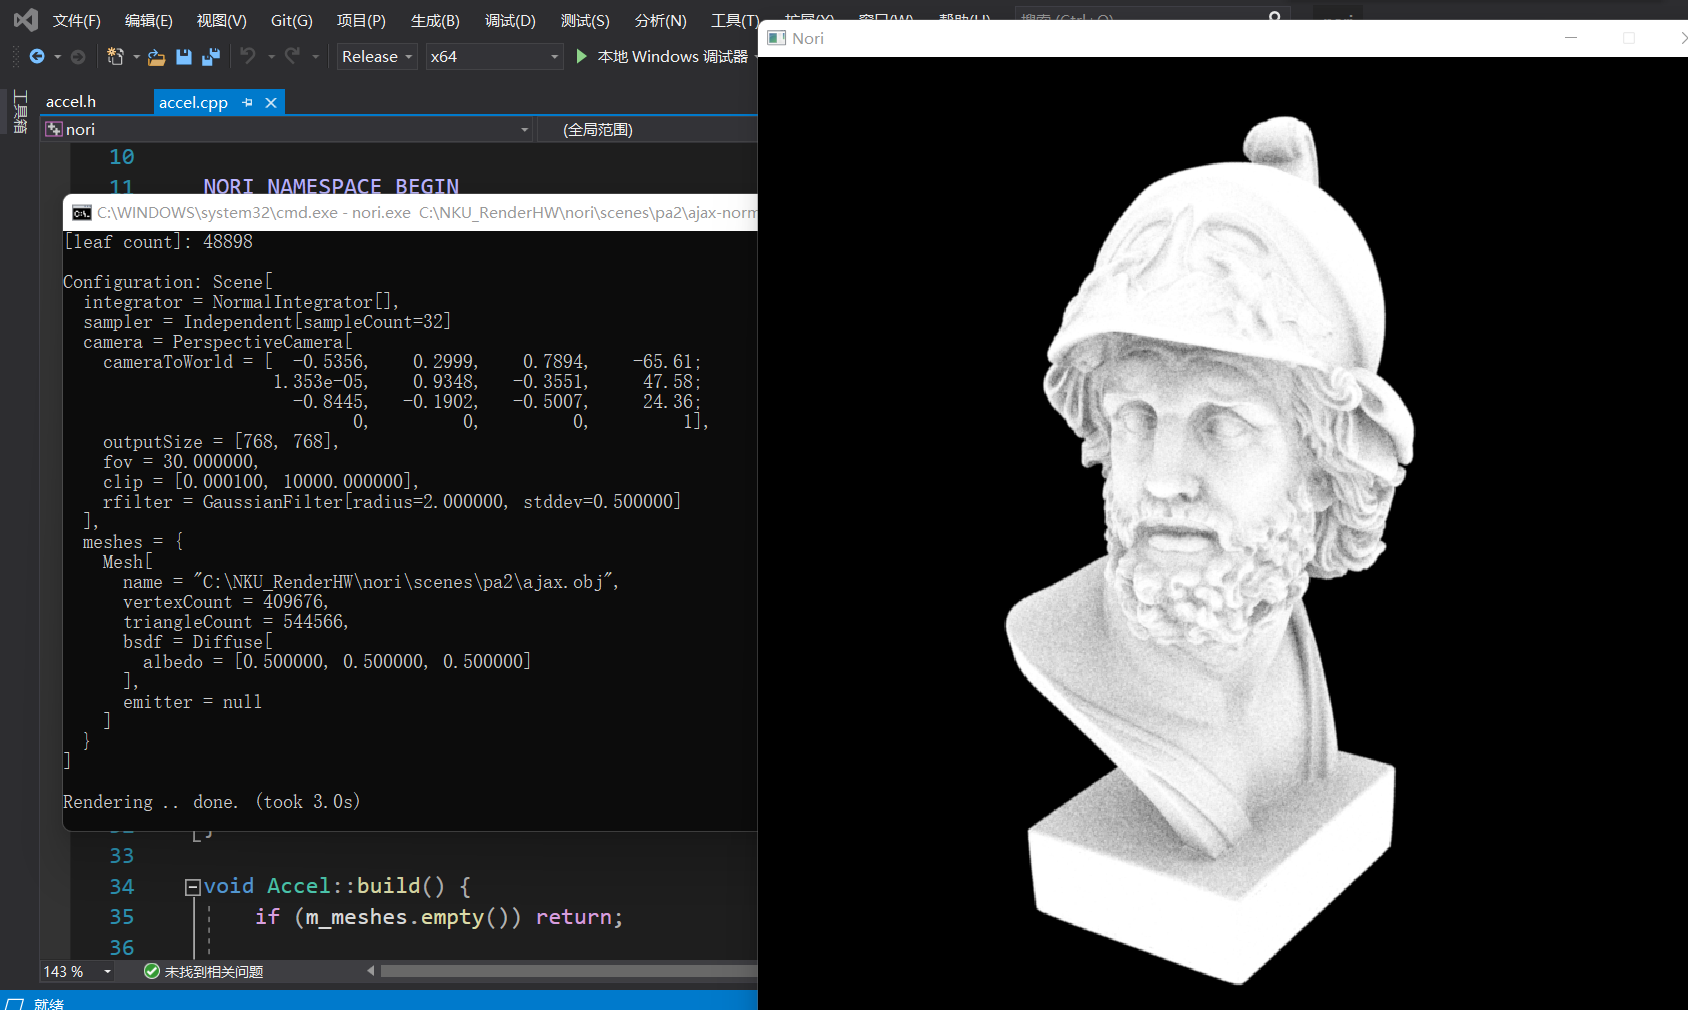 文件(F) 编辑(E) 视图(V) Git(G) 项目(P) 生成(B) 调试(D) 测试(S) 分析(N) 工具(T)
Release x64 本地 Windows 调试器
工具箱
accel.h accel.cpp
nori (全局范围)
10
11 NORI_NAMESPACE_BEGIN
C:\WINDOWS\system32\cmd.exe - nori.exe C:\NKU_RenderHW\nori\scenes\pa2\ajax-norm
[leaf count]: 48898
Configuration: Scene[
integrator = NormalIntegrator[],
sampler = Independent[sampleCount=32]
camera = PerspectiveCamera[
cameraToWorld = [ -0.5356, 0.2999, 0.7894, -65.61;
1.353e-05, 0.9348, -0.3551, 47.58;
-0.8445, -0.1902, -0.5007, 24.36;
0, 0, 0, 1],
outputSize = [768, 768],
fov = 30.000000,
clip = [0.000100, 10000.000000],
rfilter = GaussianFilter[radius=2.000000, stddev=0.500000]
],
meshes = {
Mesh[
name = "C:\NKU_RenderHW\nori\scenes\pa2\ajax.obj",
vertexCount = 409676,
triangleCount = 544566,
bsdf = Diffuse[
albedo = [0.500000, 0.500000, 0.500000]
],
emitter = null
]
}
]
Rendering .. done. (took 3.0s)
33
34 void Accel::build() {
35 if (m_meshes.empty()) return;
36
143 % 未找到相关问题
就绪
Nori